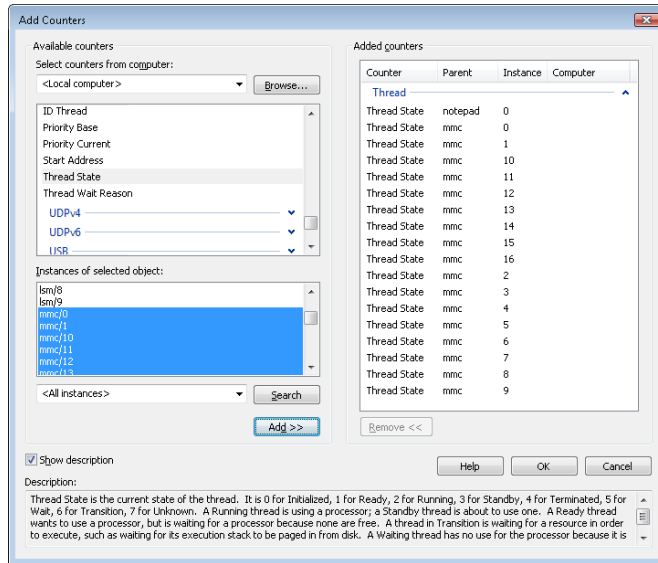 Add Counters
Available counters
Select counters from computer:
<Local computer>
Browse...
ID Thread
Priority Base
Priority Current
Start Address
Thread State
Thread Wait Reason
UDPv4
UDPv6
USB
Instances of selected object:
lsm/8
lsm/9
mmc/0
mmc/1
mmc/10
mmc/11
mmc/12
mmc/13
<All instances>
Search
Add >>
Added counters
Counter Parent Instance Computer
Thread
Thread State notepad 0
Thread State mmc 0
Thread State mmc 1
Thread State mmc 10
Thread State mmc 11
Thread State mmc 12
Thread State mmc 13
Thread State mmc 14
Thread State mmc 15
Thread State mmc 16
Thread State mmc 2
Thread State mmc 3
Thread State mmc 4
Thread State mmc 5
Thread State mmc 6
Thread State mmc 7
Thread State mmc 8
Thread State mmc 9
Remove <<
Show description
Help
OK
Cancel
Description:
Thread State is the current state of the thread. It is 0 for Initialized, 1 for Ready, 2 for Running, 3 for Standby, 4 for Terminated, 5 for
Wait, 6 for Transition, 7 for Unknown. A Running thread is using a processor; a Standby thread is about to use one. A Ready thread
wants to use a processor, but is waiting for a processor because none are free. A thread in Transition is waiting for a resource in order
to execute, such as waiting for its execution stack to be paged in from disk. A Waiting thread has no use for the processor because it is